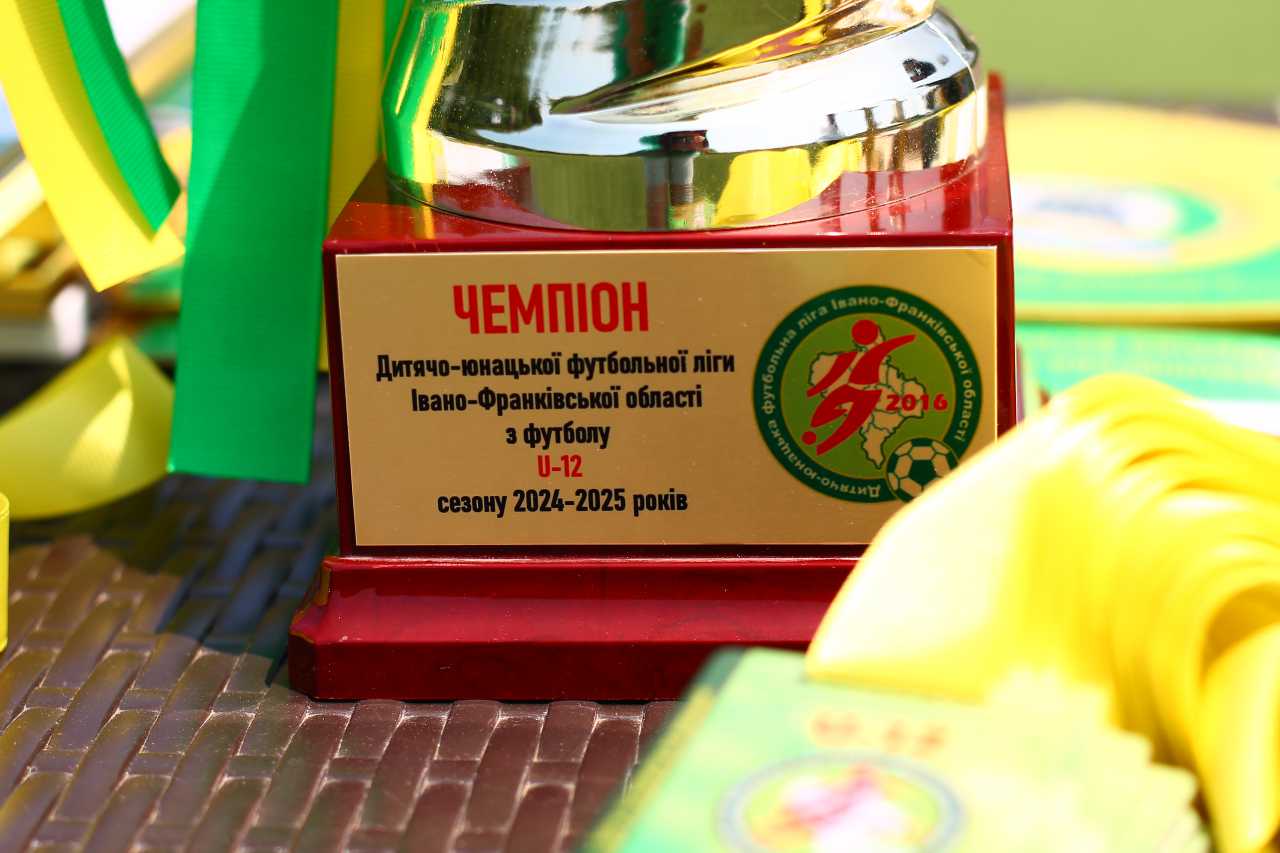 ЧЕМПІОН
Дитячо-юнацької футбольної ліги
Івано-Франківської області
з футболу
U-12
сезону 2024-2025 років
Дитячо-юнацька футбольна ліга Івано-Франківської області
2016